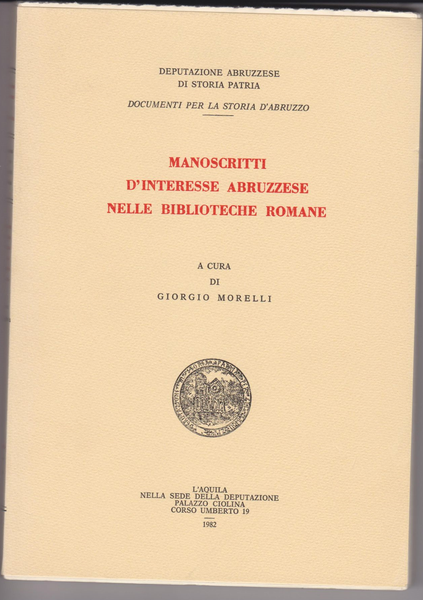 DEPUTAZIONE ABRUZZESE
DI STORIA PATRIA
DOCUMENTI PER LA STORIA D'ABRUZZO
MANOSCRITTI
D'INTERESSE ABRUZZESE
NELLE BIBLIOTECHE ROMANE
A CURA
DI
GIORGIO MORELLI
L'AQUILA
NELLA SEDE DELLA DEPUTAZIONE
PALAZZO CIOLINA
CORSO UMBERTO 19
1982